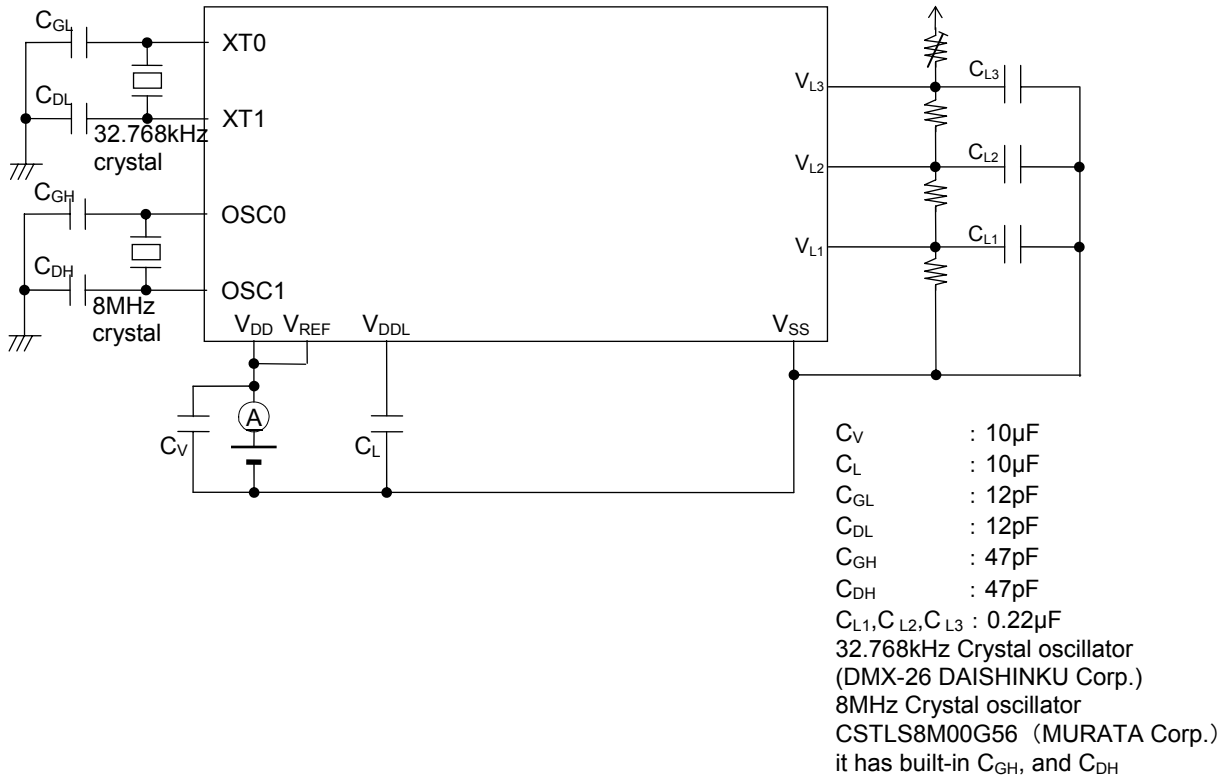 CGL
XT0
CDL
XT1
32.768kHz
crystal
CGH
OSC0
CDH
OSC1
8MHz
crystal
VDD VREF VDDL VSS
VL3
CL3
VL2
CL2
VL1
CL1
A
CV
CL
CV : 10µF
CL : 10µF
CGL : 12pF
CDL : 12pF
CGH : 47pF
CDH : 47pF
CL1,C L2,C L3 : 0.22µF
32.768kHz Crystal oscillator
(DMX-26 DAISHINKU Corp.)
8MHz Crystal oscillator
CSTLS8M00G56（MURATA Corp.）
it has built-in CGH, and CDH